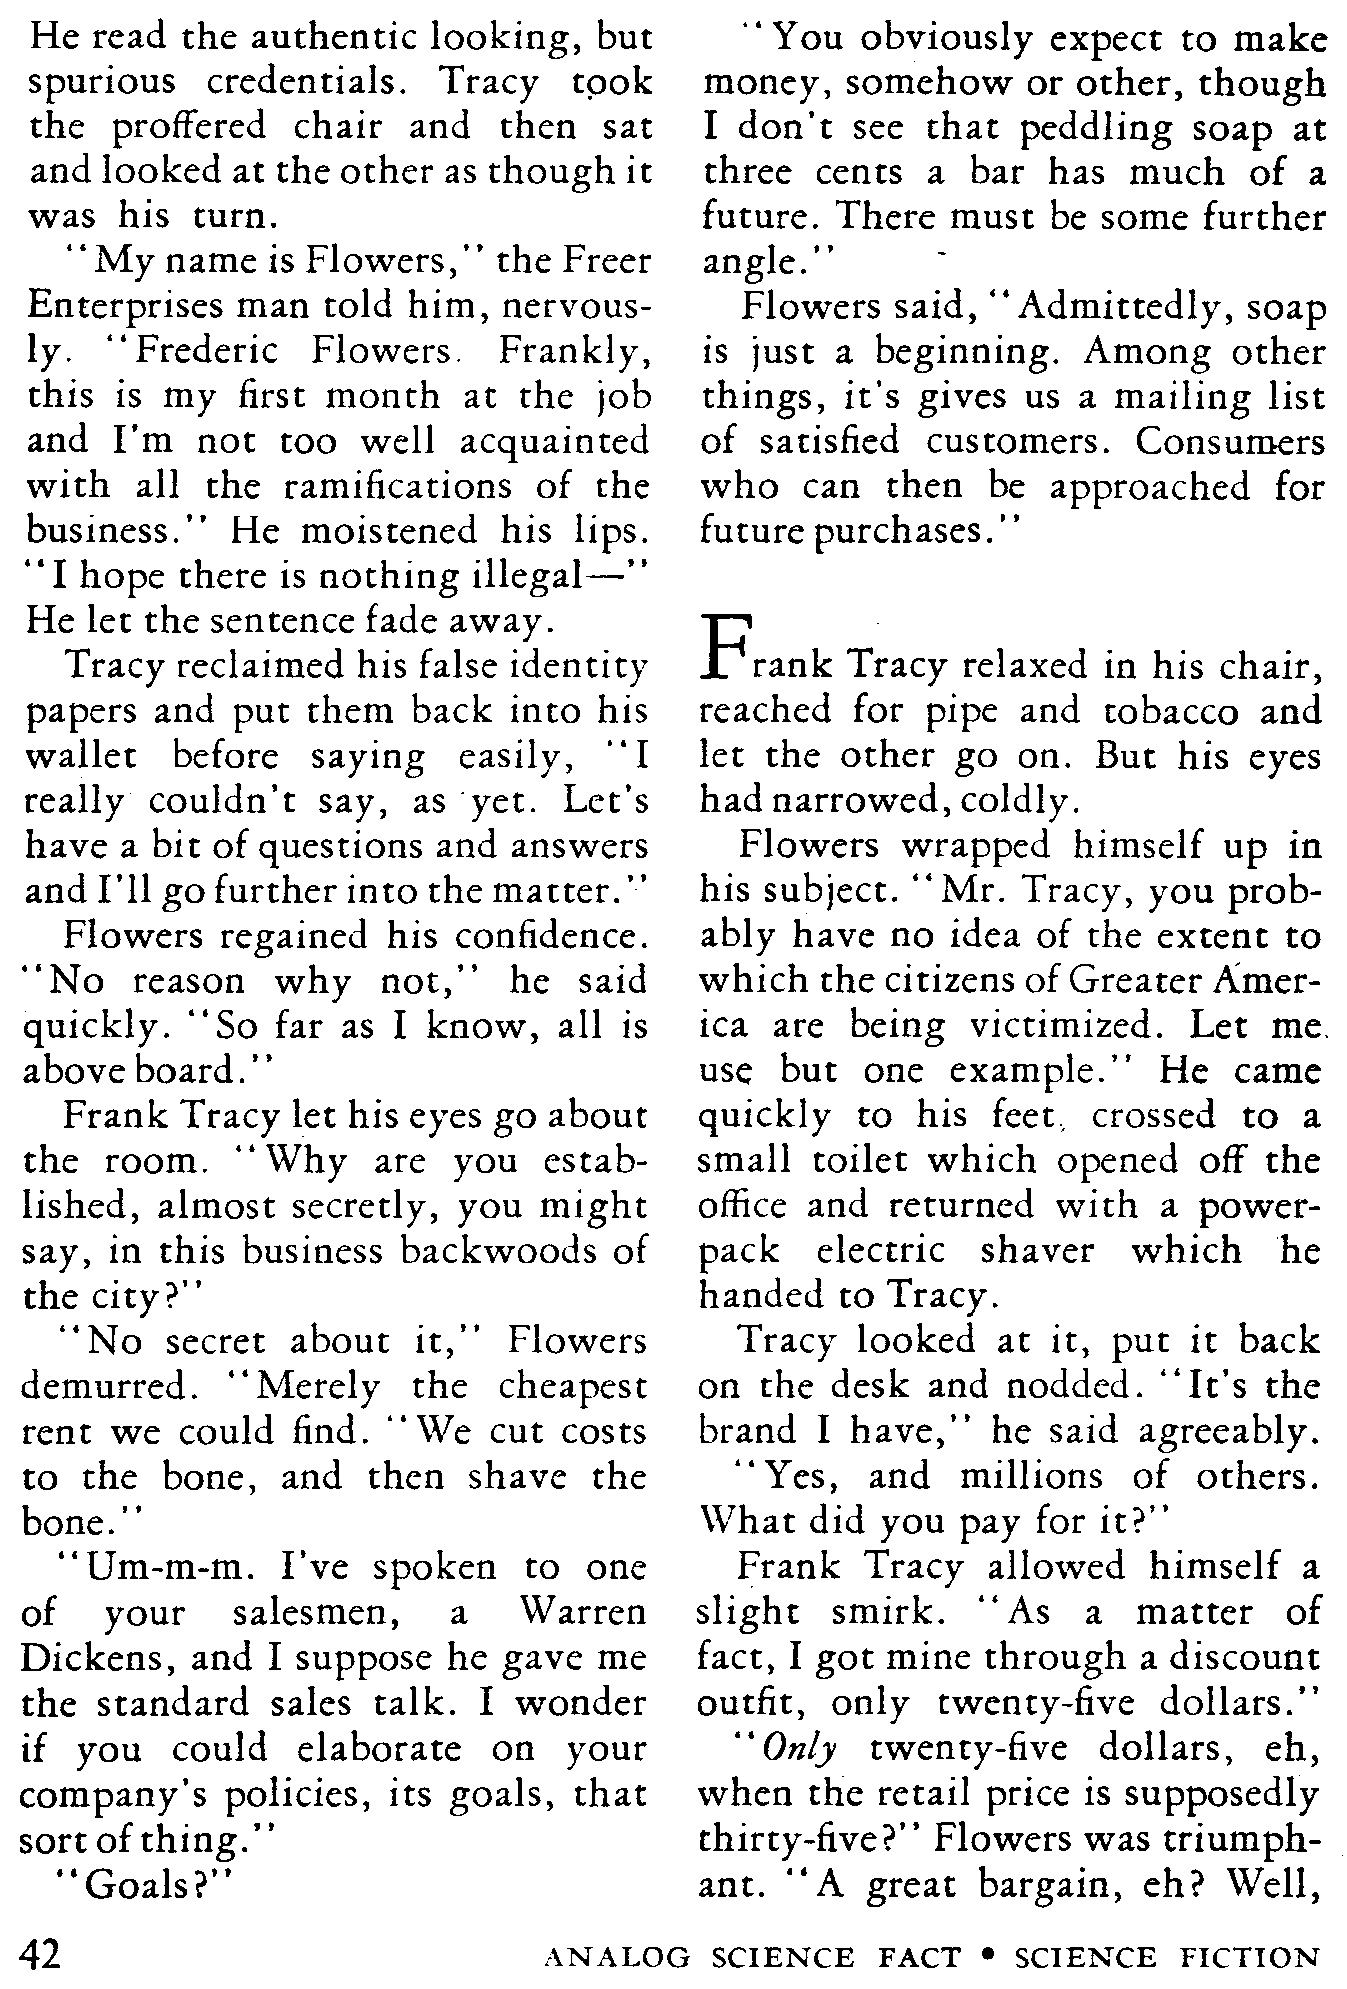 He read the authentic looking, but
spurious credentials. Tracy took
the proffered chair and then sat
and looked at the other as though it
was his turn.
"My name is Flowers," the Freer
Enterprises man told him, nervous-
ly. "Frederic Flowers. Frankly,
this is my first month at the job
and I'm not too well acquainted
with all the ramifications of the
business." He moistened his lips.
"I hope there is nothing illegal—"
He let the sentence fade away.
Tracy reclaimed his false identity
papers and put them back into his
wallet before saying easily, "I
really couldn't say, as yet. Let's
have a bit of questions and answers
and I'll go further into the matter."
Flowers regained his confidence.
"No reason why not," he said
quickly. "So far as I know, all is
above board."
Frank Tracy let his eyes go about
the room. "Why are you estab-
lished, almost secretly, you might
say, in this business backwoods of
the city?"
"No secret about it," Flowers
demurred. "Merely the cheapest
rent we could find. "We cut costs
to the bone, and then shave the
bone."
"Um-m-m. I've spoken to one
of your salesmen, a Warren
Dickens, and I suppose he gave me
the standard sales talk. I wonder
if you could elaborate on your
company's policies, its goals, that
sort of thing."
"Goals?"
"You obviously expect to make
money, somehow or other, though
I don't see that peddling soap at
three cents a bar has much of a
future. There must be some further
angle."
Flowers said, "Admittedly, soap
is just a beginning. Among other
things, it's gives us a mailing list
of satisfied customers. Consumers
who can then be approached for
future purchases."
Frank Tracy relaxed in his chair,
reached for pipe and tobacco and
let the other go on. But his eyes
had narrowed, coldly.
Flowers wrapped himself up in
his subject. "Mr. Tracy, you prob-
ably have no idea of the extent to
which the citizens of Greater Amer-
ica are being victimized. Let me
use but one example." He came
quickly to his feet, crossed to a
small toilet which opened off the
office and returned with a power-
pack electric shaver which he
handed to Tracy.
Tracy looked at it, put it back
on the desk and nodded. "It's the
brand I have," he said agreeably.
"Yes, and millions of others.
What did you pay for it?"
Frank Tracy allowed himself a
slight smirk. "As a matter of
fact, I got mine through a discount
outfit, only twenty-five dollars."
"Only twenty-five dollars, eh,
when the retail price is supposedly
thirty-five?" Flowers was triumph-
ant. "A great bargain, eh? Well,
42 ANALOG SCIENCE FACT • SCIENCE FICTION